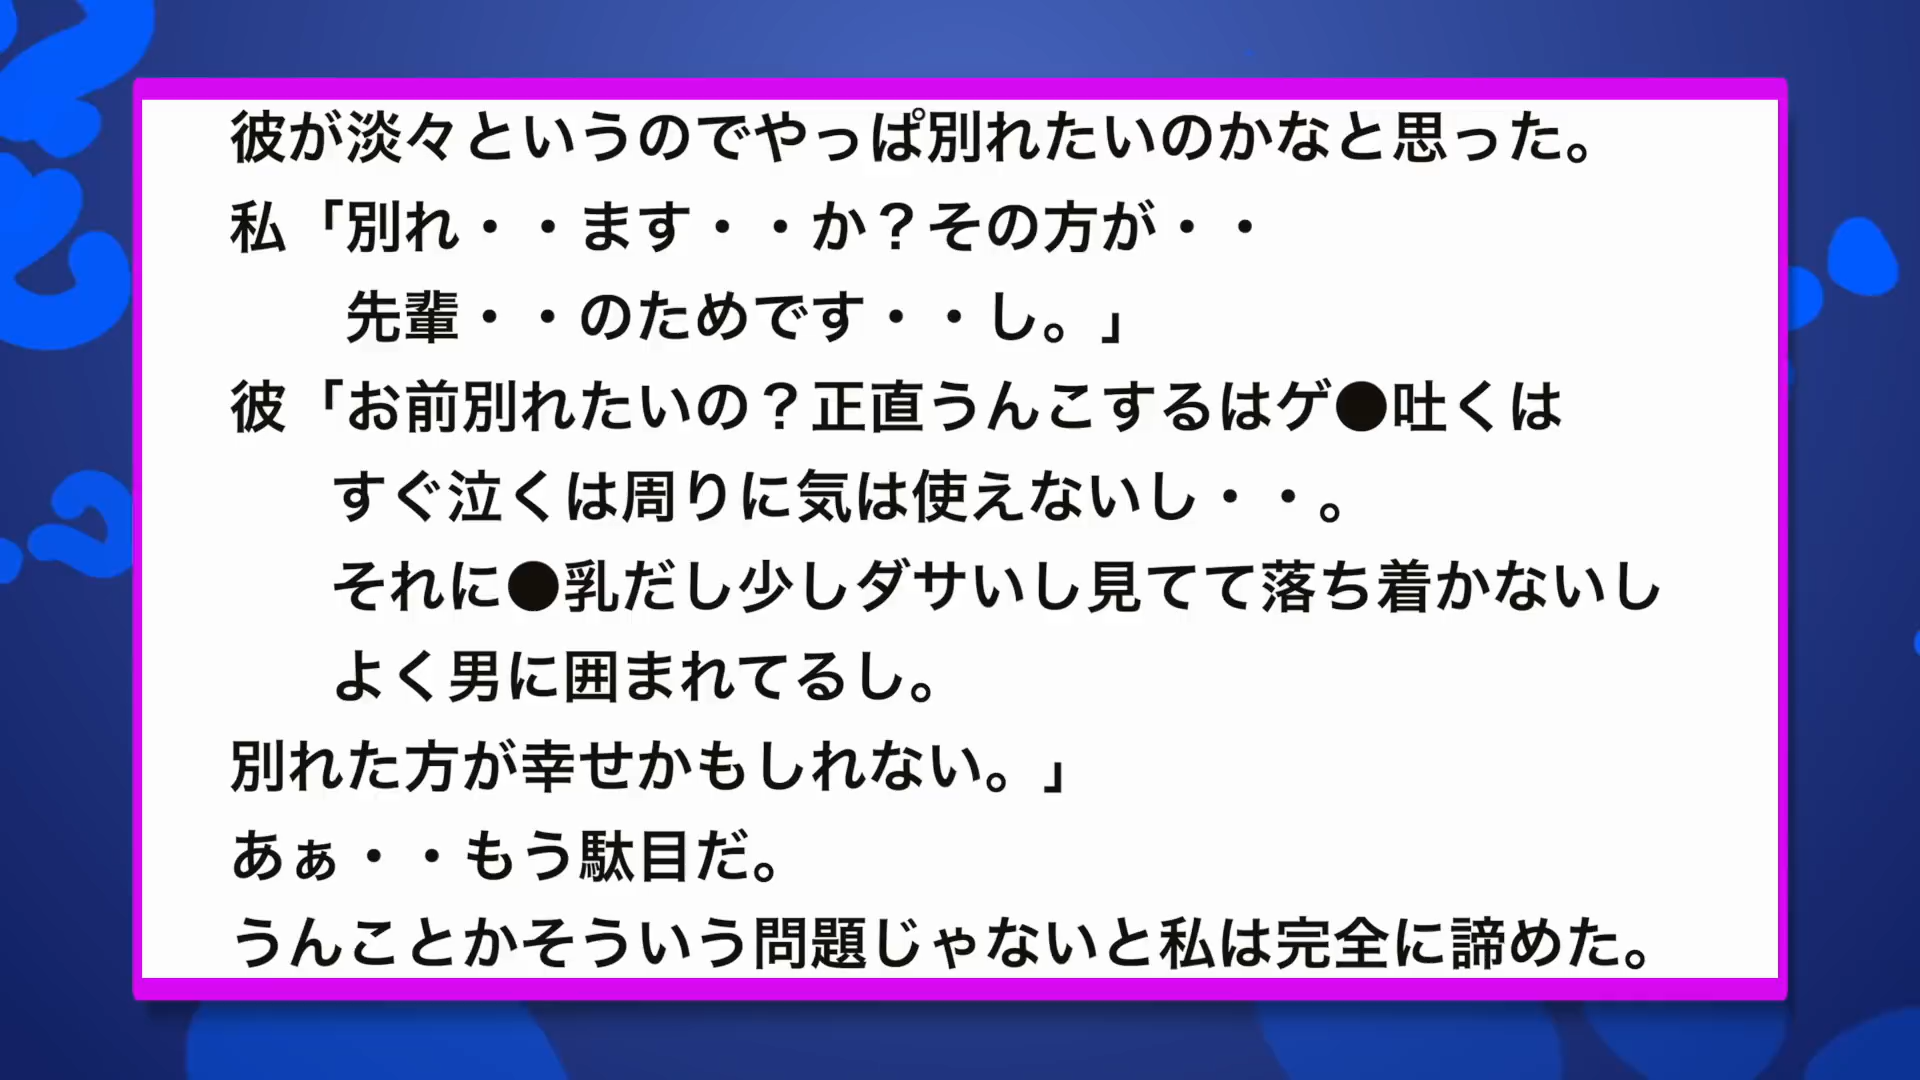 彼が淡々というのでやっぱ別れたいのかなと思った。
私「別れ・・ます・・か？その方が・・
先輩・・のためです・・し。」
彼「お前別れたいの？正直うんこするはゲ●吐くは
すぐ泣くは周りに気は使えないし・・。
それに●乳だし少しダサいし見てて落ち着かないし
よく男に囲まれてるし。
別れた方が幸せかもしれない。」
あぁ・・もう駄目だ。
うんことかそういう問題じゃないと私は完全に諦めた。